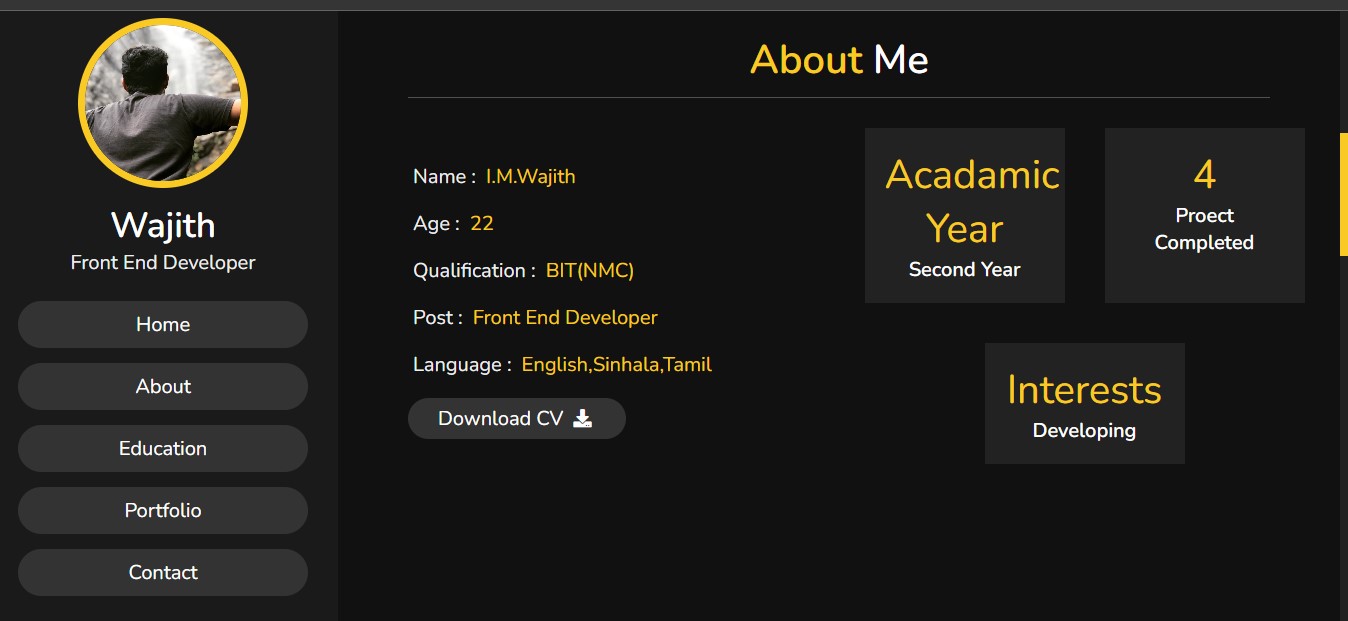 Wajith
Front End Developer
Home
About
Education
Portfolio
Contact
About Me
Name : I.M.Wajith
Age : 22
Qualification : BIT(NMC)
Post : Front End Developer
Language : English,Sinhala,Tamil
Download CV
Acadamic
Year
Second Year
4
Proect
Completed
Interests
Developing